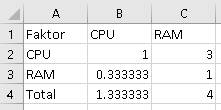 A B C
1 Faktor CPU RAM
2 CPU 1 3
3 RAM 0.333333 1
4 Total 1.333333 4